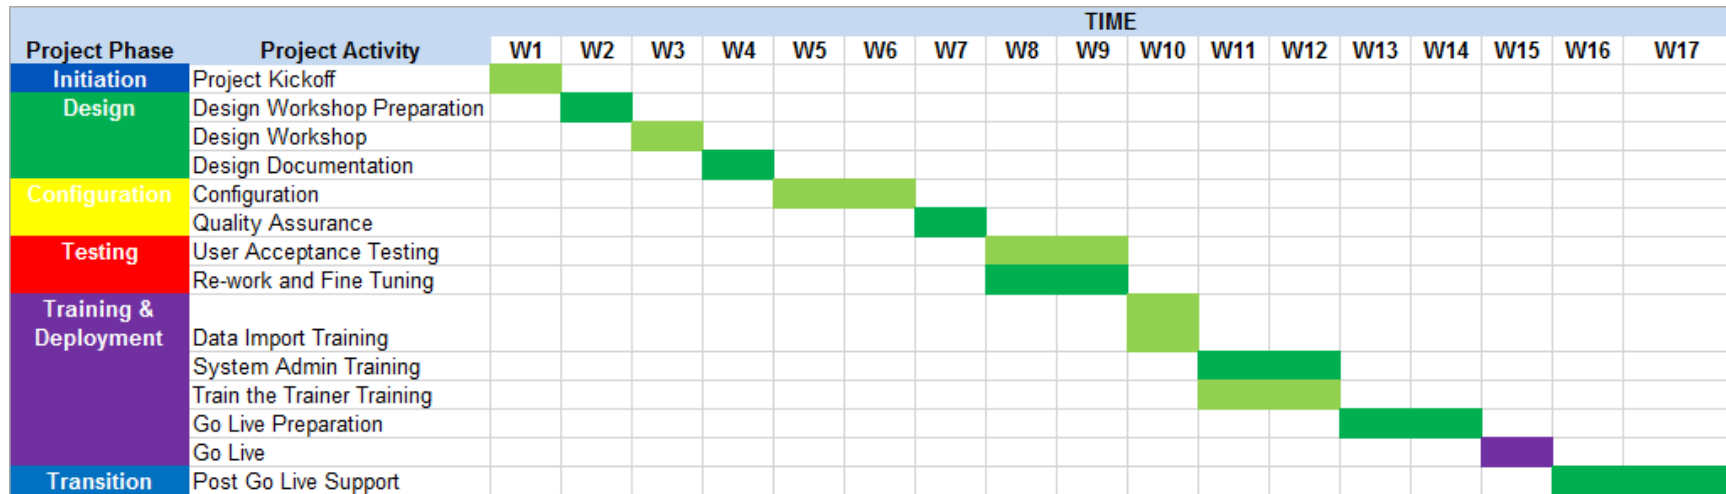 TIME
Project Phase Project Activity W1 W2 W3 W4 W5 W6 W7 W8 W9 W10 W11 W12 W13 W14 W15 W16 W17
Initiation Project Kickoff
Design Design Workshop Preparation
Design Workshop
Design Documentation
Configuration Configuration
Quality Assurance
Testing User Acceptance Testing
Re-work and Fine Tuning
Training &
Deployment Data Import Training
System Admin Training
Train the Trainer Training
Go Live Preparation
Go Live
Transition Post Go Live Support